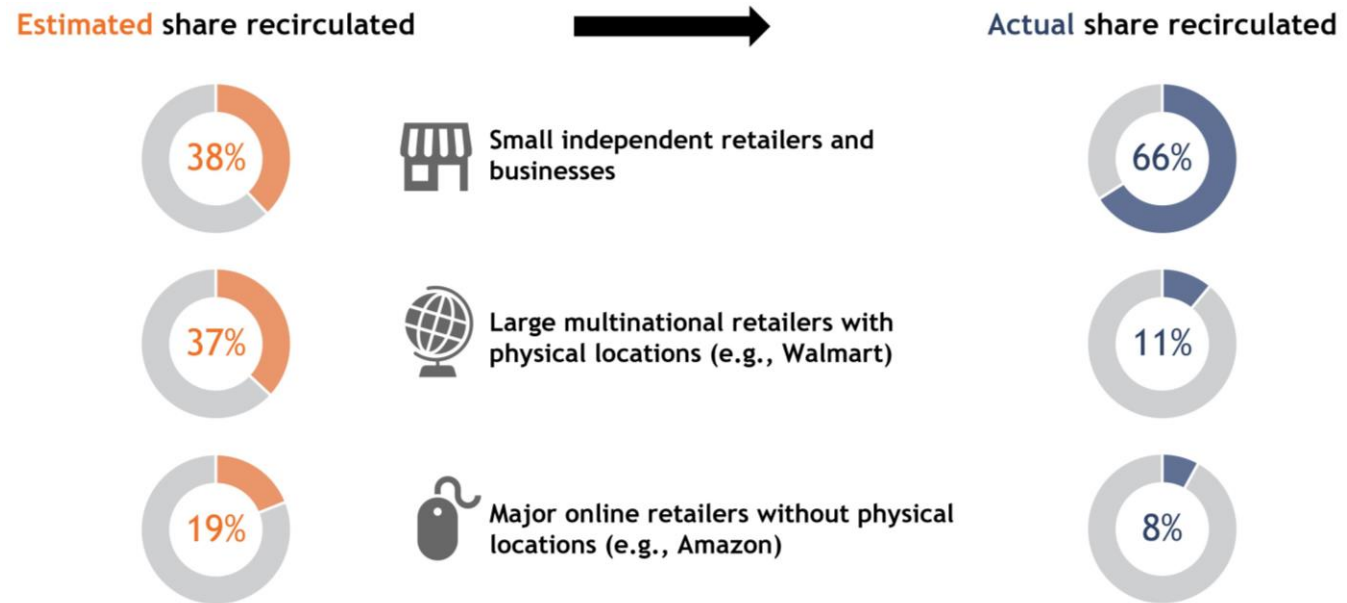 Estimated share recirculated
Actual share recirculated
38%
Small independent retailers and
businesses
66%
37%
Large multinational retailers with
physical locations (e.g., Walmart)
11%
19%
Major online retailers without physical
locations (e.g., Amazon)
8%